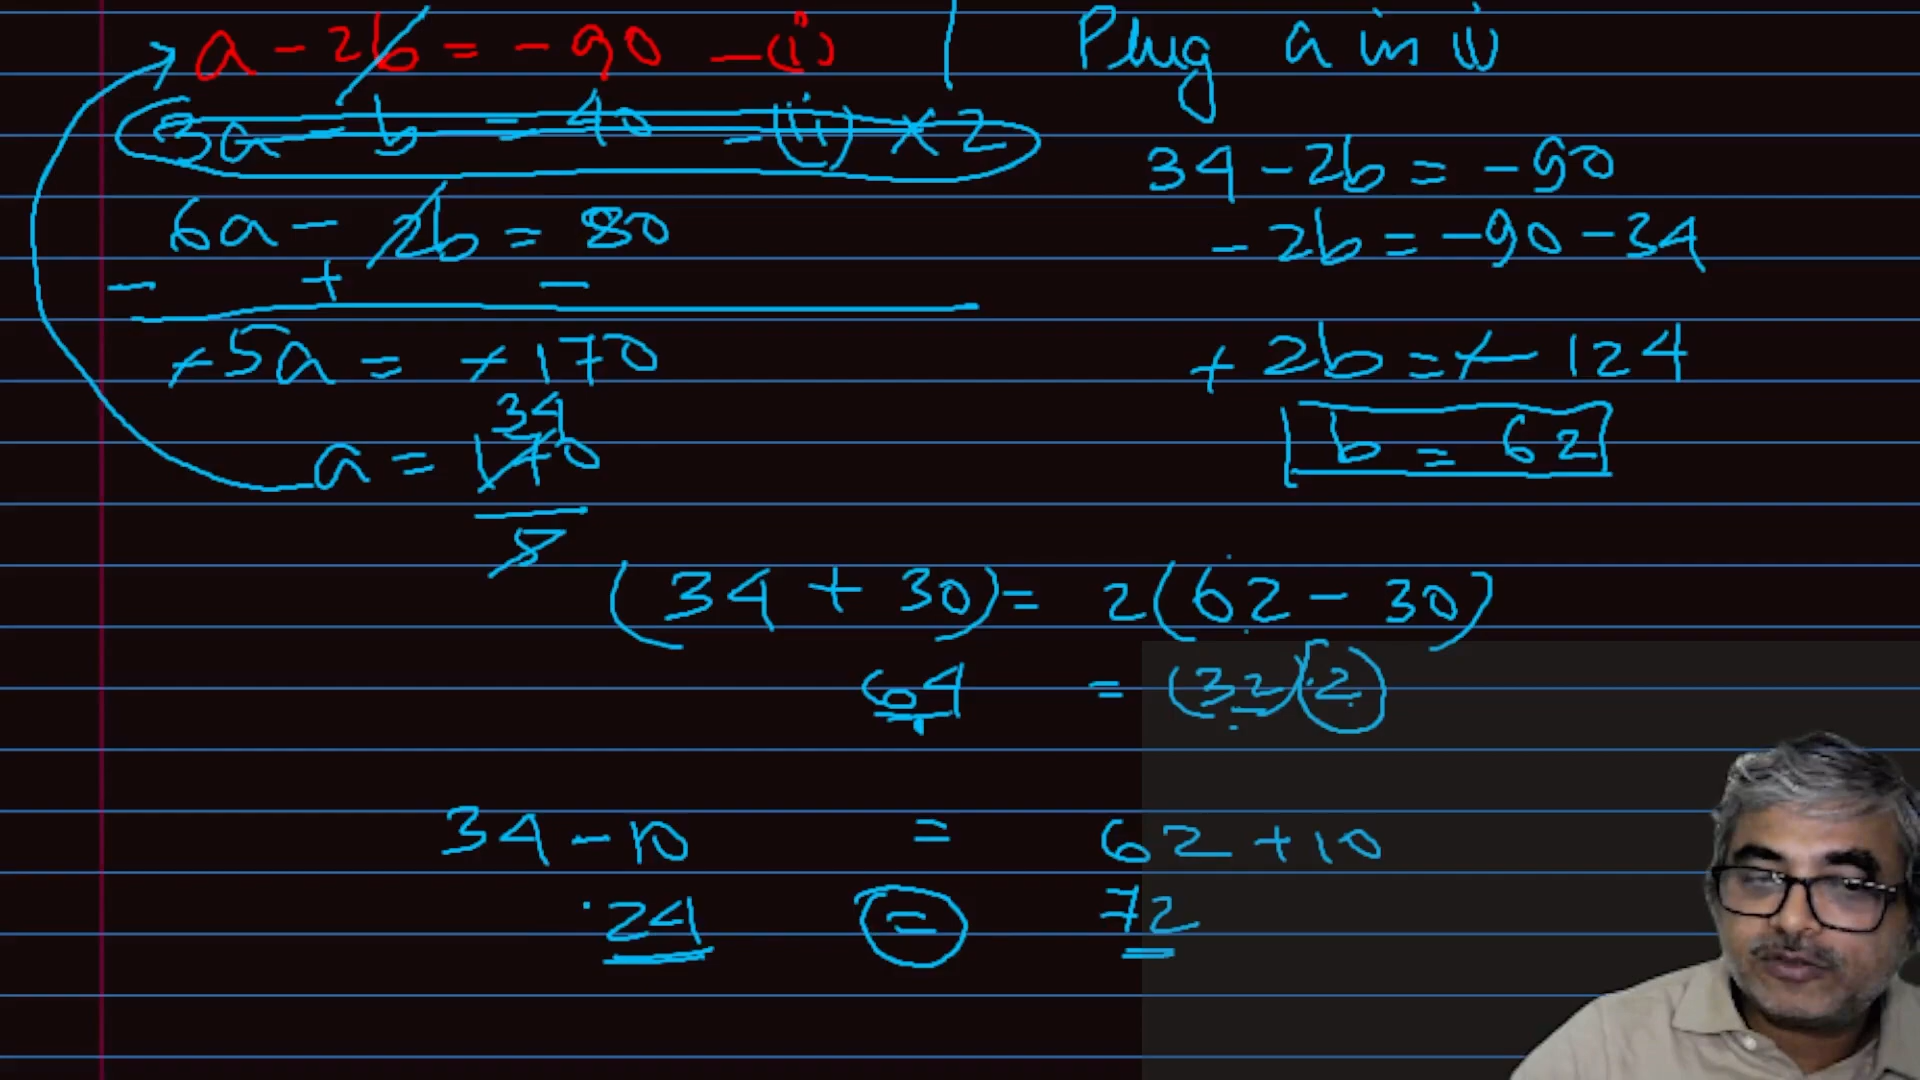 a - 2b = - 90 - (i)
3a - b = 40 - (ii) × 2
6a - 2b = 80
- + -
+5a = + 170
34
a = 170
5
Plug a in (i)
34 - 2b = - 90
- 2b = - 90 - 34
+ 2b = + 124
b = 62
(34 + 30) = 2(62 - 30)
64 = (32)(2)
34 - 10 = 62 + 10
24 = 72